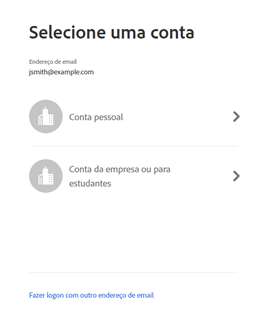 Selecione uma conta
Endereço de email
jsmith@example.com
Conta pessoal
Conta da empresa ou para
estudantes
Fazer logon com outro endereço de email